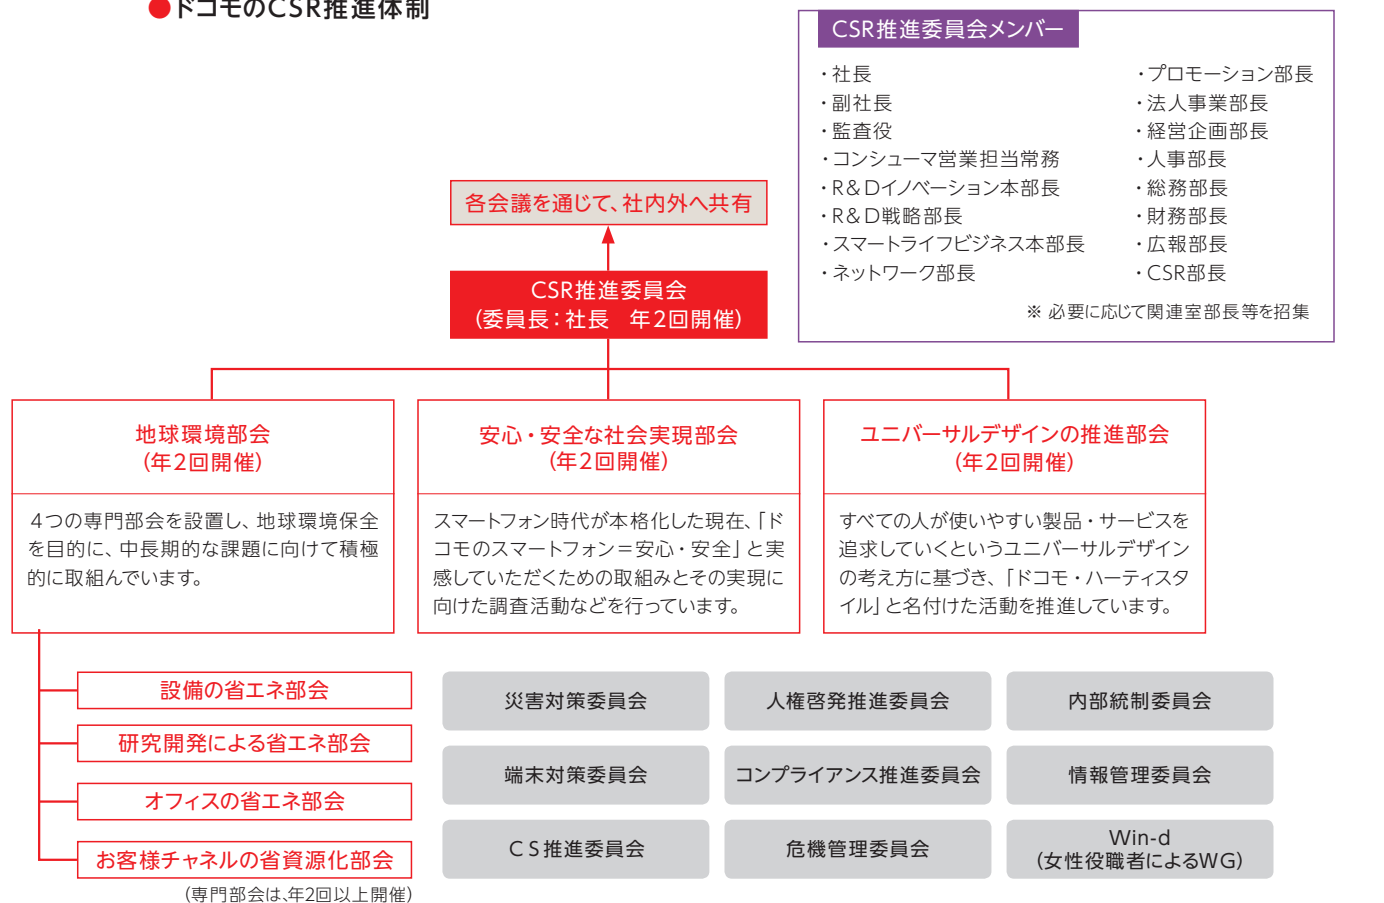 ●ドコモのCSR推進体制
CSR推進委員会メンバー
・社長
・副社長
・監査役
・コンシューマ営業担当常務
・R&Dイノベーション本部長
・R&D戦略部長
・スマートライフビジネス本部長
・ネットワーク部長
・プロモーション部長
・法人事業部長
・経営企画部長
・人事部長
・総務部長
・財務部長
・広報部長
・CSR部長
※ 必要に応じて関連室部長等を招集
各会議を通じて、社内外へ共有
CSR推進委員会
(委員長：社長　年2回開催)
地球環境部会
(年2回開催)
4つの専門部会を設置し、地球環境保全
を目的に、中長期的な課題に向けて積極
的に取組んでいます。
安心・安全な社会実現部会
(年2回開催)
スマートフォン時代が本格化した現在、「ド
コモのスマートフォン＝安心・安全」と実
感していただくための取組みとその実現に
向けた調査活動などを行っています。
ユニバーサルデザインの推進部会
(年2回開催)
すべての人が使いやすい製品・サービスを
追求していくというユニバーサルデザイン
の考え方に基づき、「ドコモ・ハーティスタ
イル」と名付けた活動を推進しています。
設備の省エネ部会
研究開発による省エネ部会
オフィスの省エネ部会
お客様チャネルの省資源化部会
(専門部会は、年2回以上開催)
災害対策委員会
人権啓発推進委員会
内部統制委員会
端末対策委員会
コンプライアンス推進委員会
情報管理委員会
CS推進委員会
危機管理委員会
Win-d
(女性役職者によるWG)